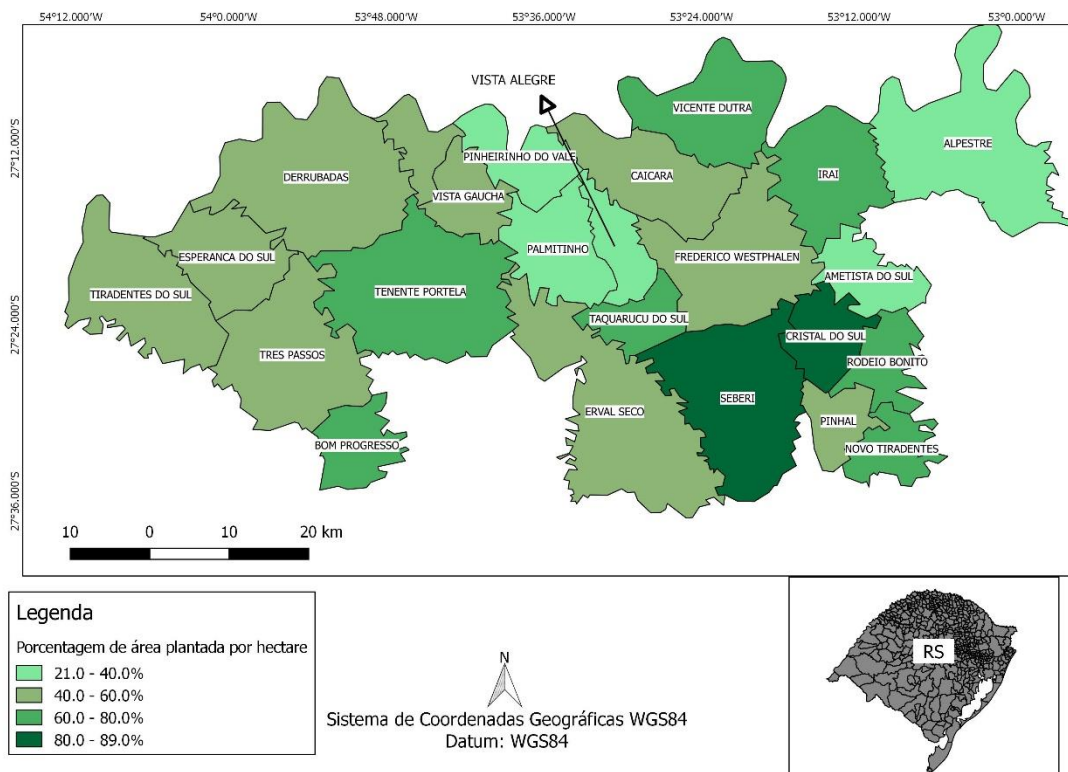 54°12.000'W 54°0.000'W 53°48.000'W 53°36.000'W 53°24.000'W 53°12.000'W 53°0.000'W
27°12.000'S
27°24.000'S
27°36.000'S
VISTA ALEGRE
VICENTE DUTRA
ALPESTRE
PINHEIRINHO DO VALE
DERRUBADAS
CAICARA
IRAI
VISTA GAUCHA
PALMITINHO
ESPERANCA DO SUL
FREDERICO WESTPHALEN
AMETISTA DO SUL
TIRADENTES DO SUL
TENENTE PORTELA
TAQUARUCU DO SUL
CRISTAL DO SUL
TRES PASSOS
RODEIO BONITO
SEBERI
ERVAL SECO
PINHAL
BOM PROGRESSO
NOVO TIRADENTES
10 0 10 20 km
Legenda
Porcentagem de área plantada por hectare
21.0 - 40.0%
40.0 - 60.0%
60.0 - 80.0%
80.0 - 89.0%
N
Sistema de Coordenadas Geográficas WGS84
Datum: WGS84
RS